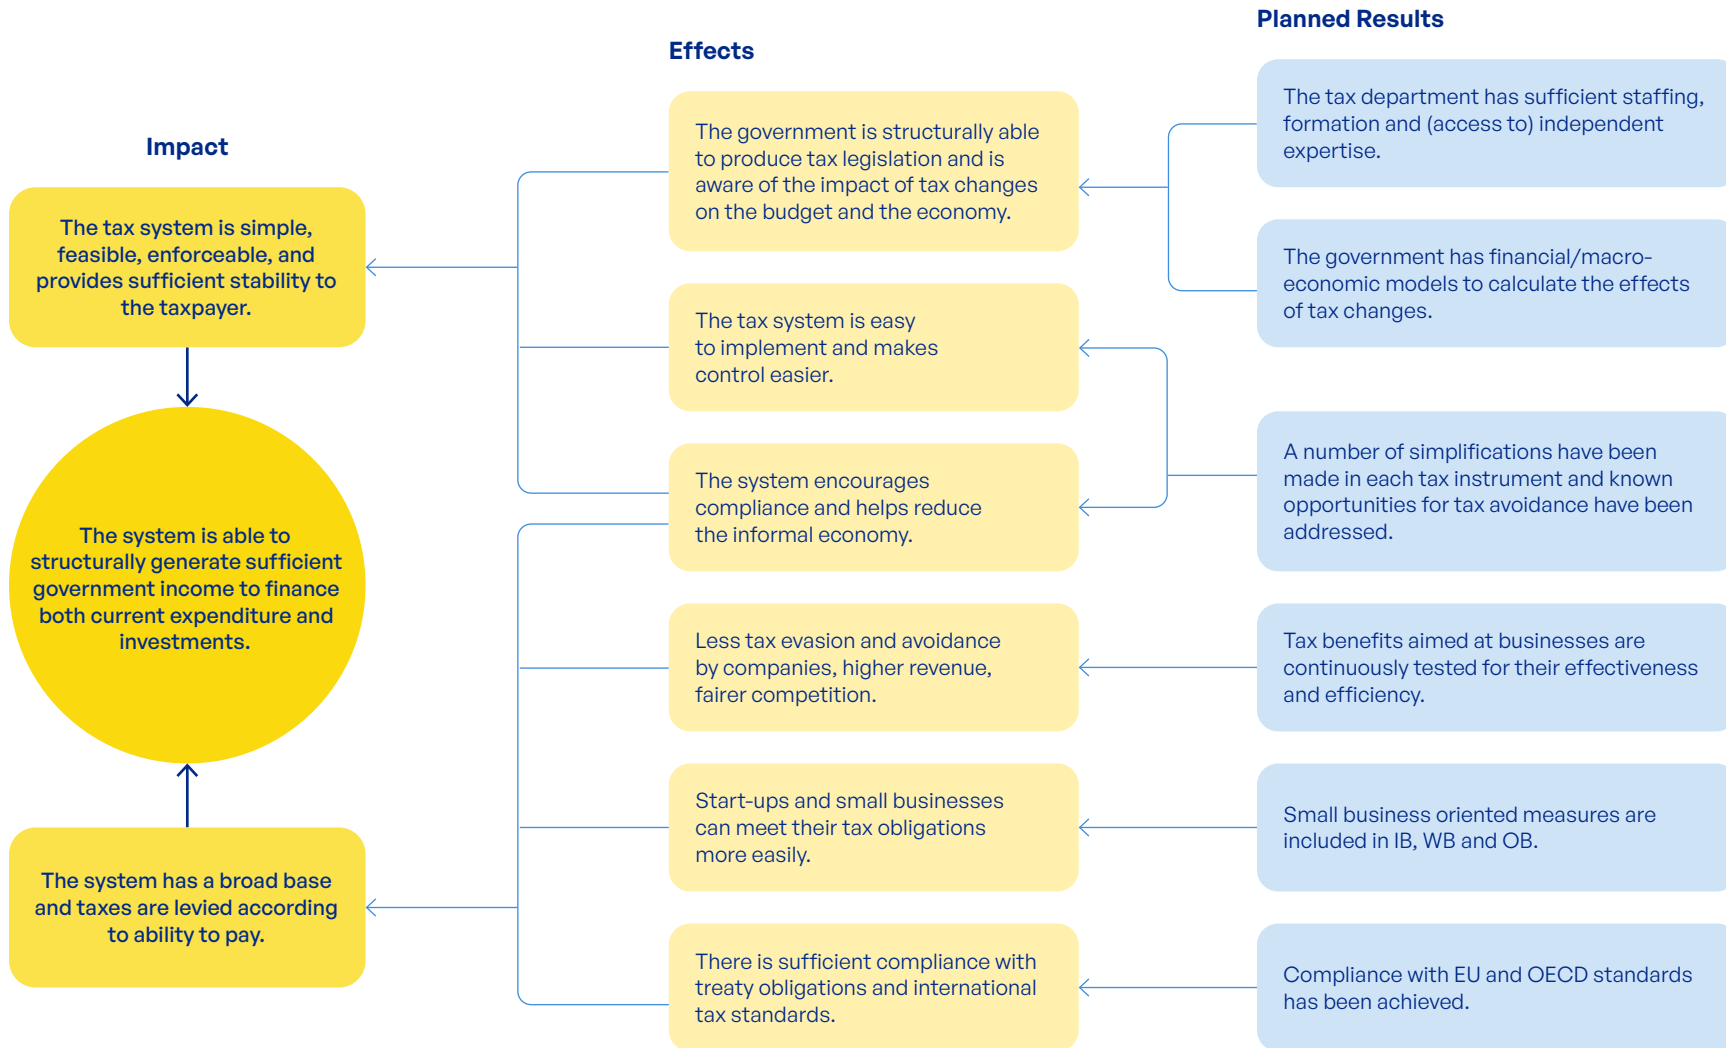 Impact
The tax system is simple,
feasible, enforceable, and
provides sufficient stability to
the taxpayer.
The system is able to
structurally generate sufficient
government income to finance
both current expenditure and
investments.
The system has a broad base
and taxes are levied according
to ability to pay.
Effects
The government is structurally able
to produce tax legislation and is
aware of the impact of tax changes
on the budget and the economy.
The tax system is easy
to implement and makes
control easier.
The system encourages
compliance and helps reduce
the informal economy.
Less tax evasion and avoidance
by companies, higher revenue,
fairer competition.
Start-ups and small businesses
can meet their tax obligations
more easily.
There is sufficient compliance with
treaty obligations and international
tax standards.
Planned Results
The tax department has sufficient staffing,
formation and (access to) independent
expertise.
The government has financial/macro-
economic models to calculate the effects
of tax changes.
A number of simplifications have been
made in each tax instrument and known
opportunities for tax avoidance have been
addressed.
Tax benefits aimed at businesses are
continuously tested for their effectiveness
and efficiency.
Small business oriented measures are
included in IB, WB and OB.
Compliance with EU and OECD standards
has been achieved.